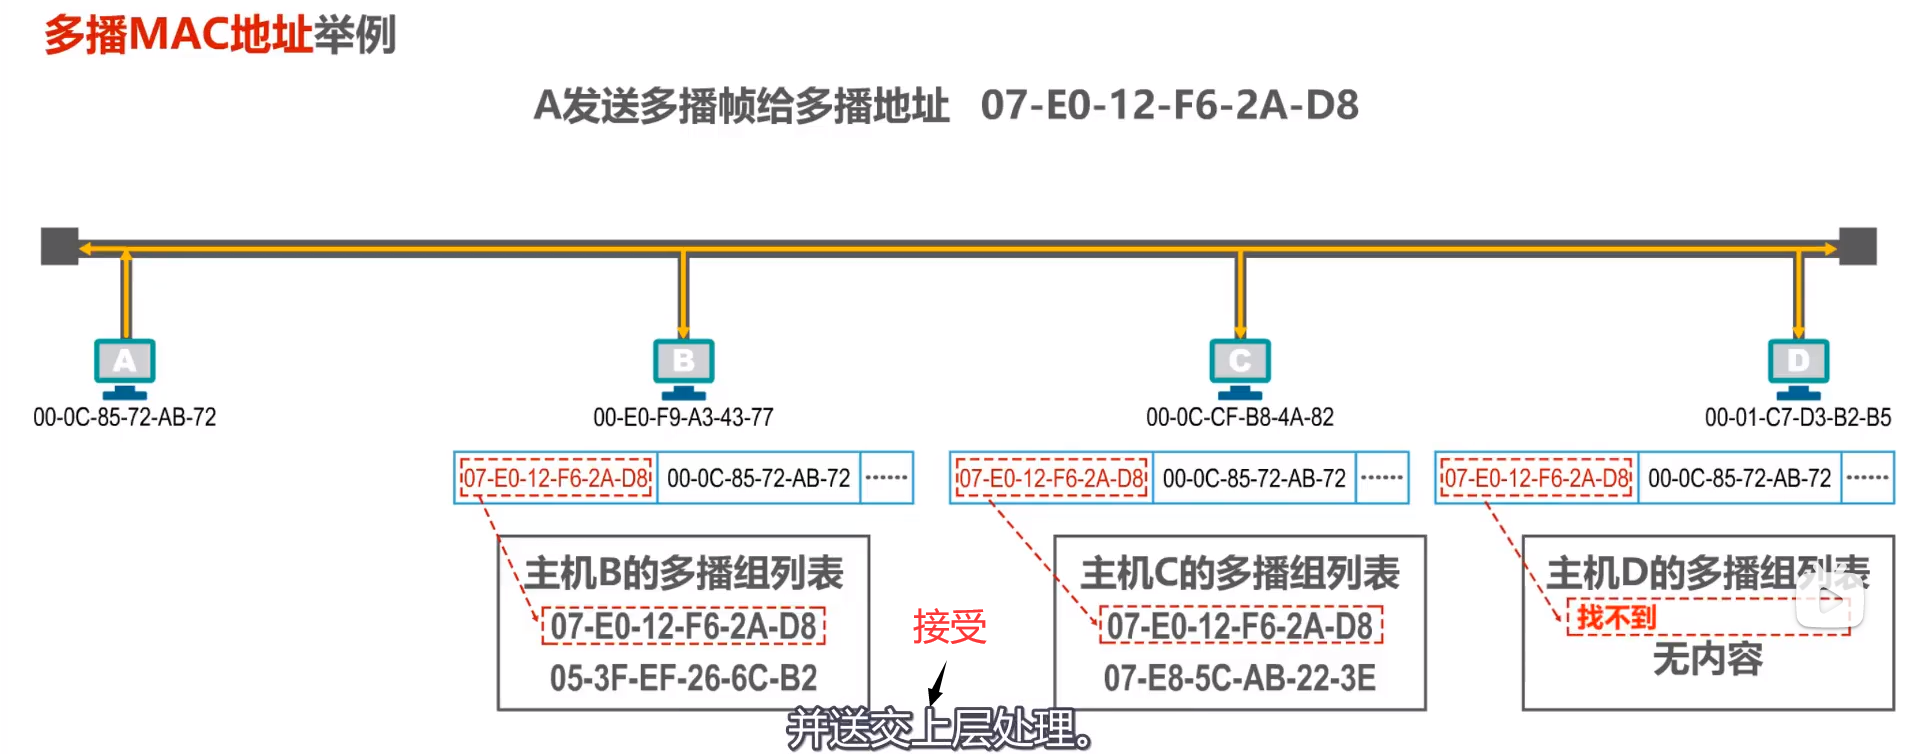 多播MAC地址举例
A发送多播帧给多播地址 07-E0-12-F6-2A-D8
A
B
C
D
00-0C-85-72-AB-72
00-E0-F9-A3-43-77
00-0C-CF-B8-4A-82
00-01-C7-D3-B2-B5
07-E0-12-F6-2A-D8 00-0C-85-72-AB-72 ······
07-E0-12-F6-2A-D8 00-0C-85-72-AB-72 ······
07-E0-12-F6-2A-D8 00-0C-85-72-AB-72 ······
主机B的多播组列表
07-E0-12-F6-2A-D8
05-3F-EF-26-6C-B2
接受
主机C的多播组列表
07-E0-12-F6-2A-D8
07-E8-5C-AB-22-3E
主机D的多播组列表
找不到
无内容
并送交上层处理。